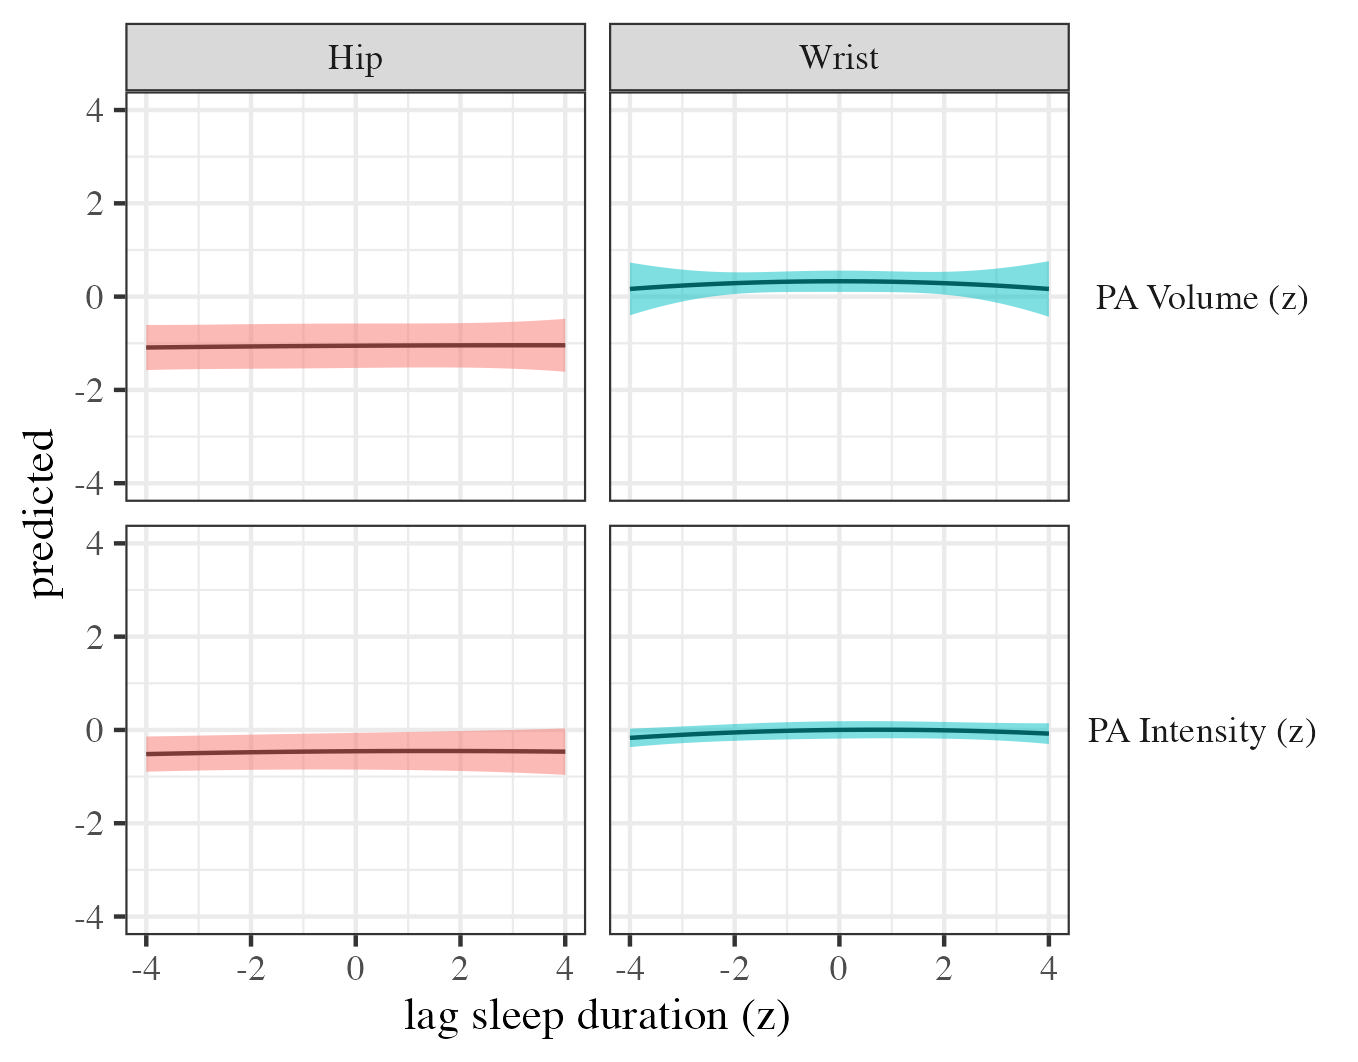 Hip
Wrist
4
2
0
-2
-4
PA Volume (z)
predicted
4
2
0
-2
-4
PA Intensity (z)
-4 -2 0 2 4
-4 -2 0 2 4
lag sleep duration (z)